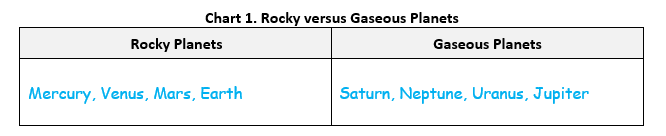 Chart 1. Rocky versus Gaseous Planets
Rocky Planets
Gaseous Planets
Mercury, Venus, Mars, Earth
Saturn, Neptune, Uranus, Jupiter